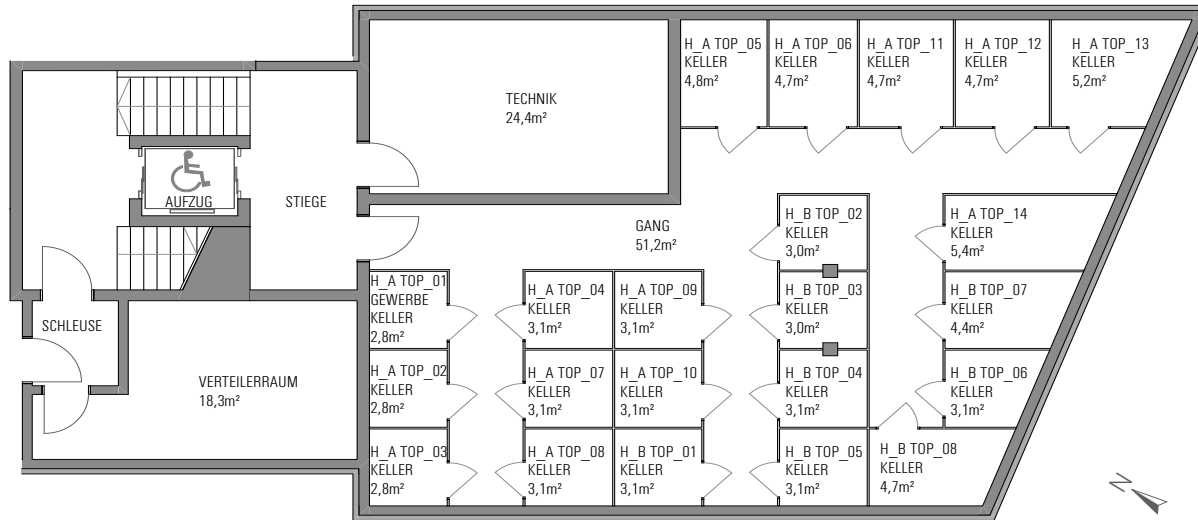 H_A TOP_05
KELLER
4,8m²
H_A TOP_06
KELLER
4,7m²
H_A TOP_11
KELLER
4,7m²
H_A TOP_12
KELLER
4,7m²
H_A TOP_13
KELLER
5,2m²
TECHNIK
24,4m²
AUFZUG
STIEGE
GANG
51,2m²
H_B TOP_02
KELLER
3,0m²
H_A TOP_14
KELLER
5,4m²
H_A TOP_01
GEWERBE
KELLER
2,8m²
H_A TOP_04
KELLER
3,1m²
H_A TOP_09
KELLER
3,1m²
H_B TOP_03
KELLER
3,0m²
H_B TOP_07
KELLER
4,4m²
SCHLEUSE
VERTEILERRAUM
18,3m²
H_A TOP_02
KELLER
2,8m²
H_A TOP_07
KELLER
3,1m²
H_A TOP_10
KELLER
3,1m²
H_B TOP_04
KELLER
3,1m²
H_B TOP_06
KELLER
3,1m²
H_A TOP_03
KELLER
2,8m²
H_A TOP_08
KELLER
3,1m²
H_B TOP_01
KELLER
3,1m²
H_B TOP_05
KELLER
3,1m²
H_B TOP_08
KELLER
4,7m²
N